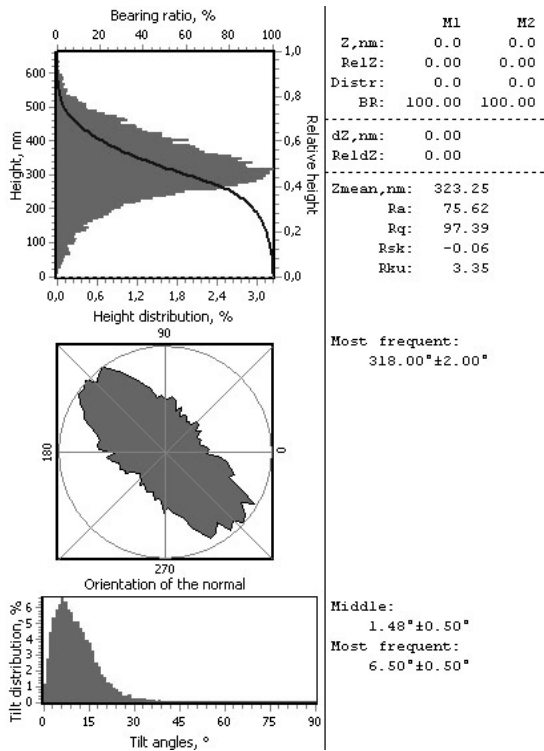 Bearing ratio, %
0 20 40 60 80 100
600
500
400
300
200
100
0
Height, nm
1,0
0,8
0,6
0,4
0,2
0,0
Relative height
0,0 0,6 1,2 1,8 2,4 3,0
Height distribution, %
M1 M2
Z,nm: 0.0 0.0
RelZ: 0.00 0.00
Distr: 0.0 0.0
BR: 100.00 100.00
dZ,nm: 0.00
ReldZ: 0.00
Zmean,nm: 323.25
Ra: 75.62
Rq: 97.39
Rsk: -0.06
Rku: 3.35
90
180
0
270
Orientation of the normal
Most frequent:
318.00°±2.00°
Tilt distribution, %
6
5
4
3
2
1
0
0 15 30 45 60 75 90
Tilt angles, °
Middle:
1.48°±0.50°
Most frequent:
6.50°±0.50°